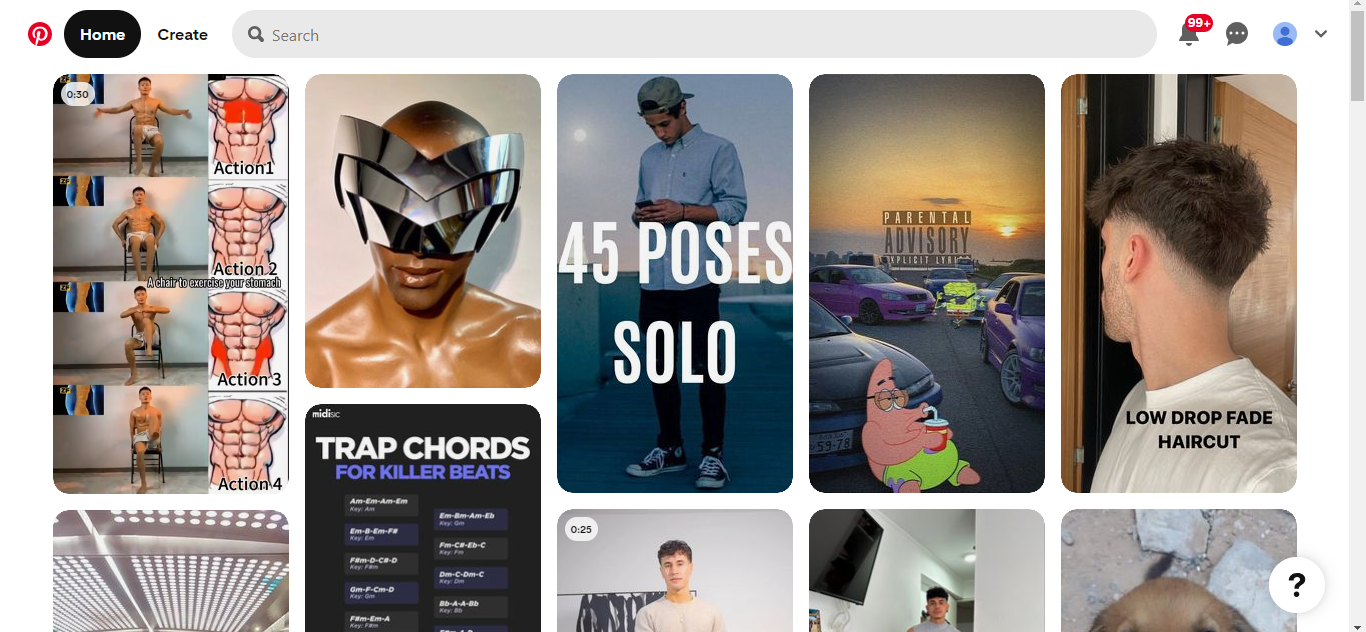 Home
Create
Search
99+
0:30
Action1
Action 2
A chair to exercise your stomach
Action 3
Action 4
45 POSES
SOLO
PARENTAL
ADVISORY
EXPLICIT LYRICS
59-78
LOW DROP FADE
HAIRCUT
midisic
TRAP CHORDS
FOR KILLER BEATS
Am-Em-Am-Em
Key: Am
Em-Bm-Am-Eb
Key: Gm
Em-B-Em-F#
Key: Em
Fm-C#-Eb-C
Key: Fm
F#m-D-C#-D
Key: F#m
Dm-C-Dm-C
Key: Dm
Gm-F-Cm-D
Key: Gm
Bb-A-A-Bb
Key: Bb
F#m-Em-A
Key: F#m
0:25
?